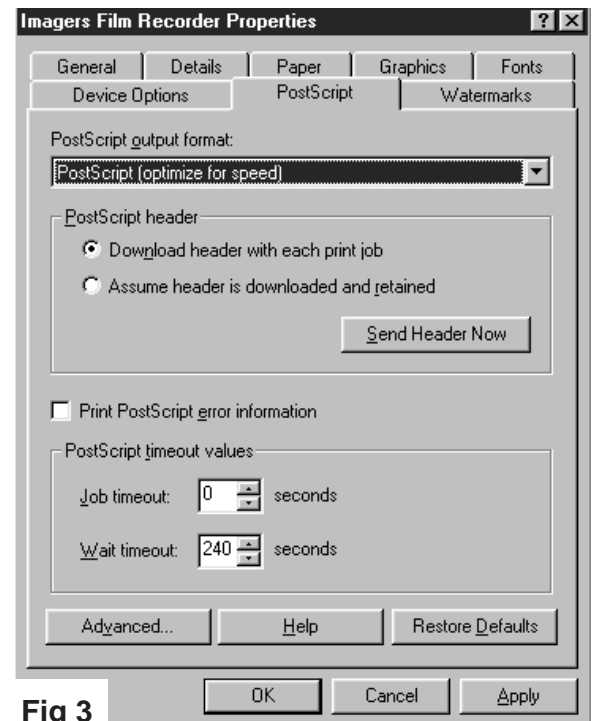 Imagers Film Recorder Properties ? X
General Details Paper Graphics Fonts
Device Options PostScript Watermarks
PostScript output format:
PostScript (optimize for speed)
PostScript header
Download header with each print job
Assume header is downloaded and retained
Send Header Now
Print PostScript error information
PostScript timeout values
Job timeout: 0 seconds
Wait timeout: 240 seconds
Advanced... Help Restore Defaults
OK Cancel Apply
Fig 3